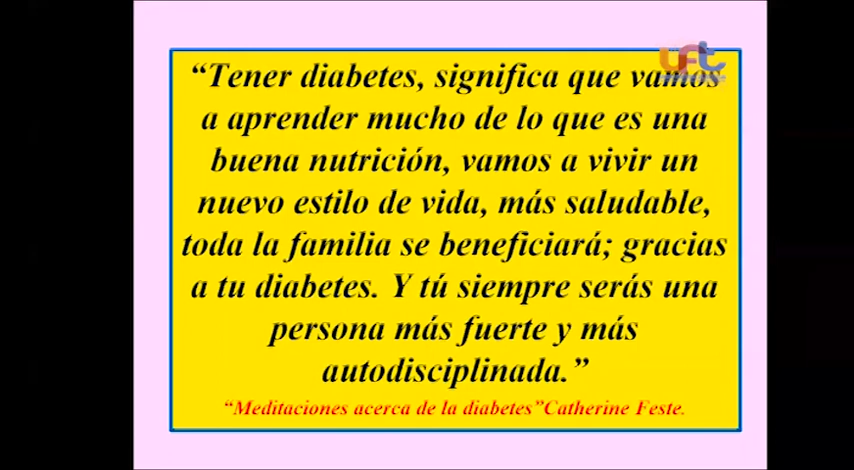 “Tener diabetes, significa que vamos
a aprender mucho de lo que es una
buena nutrición, vamos a vivir un
nuevo estilo de vida, más saludable,
toda la familia se beneficiará; gracias
a tu diabetes. Y tú siempre serás una
persona más fuerte y más
autodisciplinada.”
“Meditaciones acerca de la diabetes”Catherine Feste.
uft